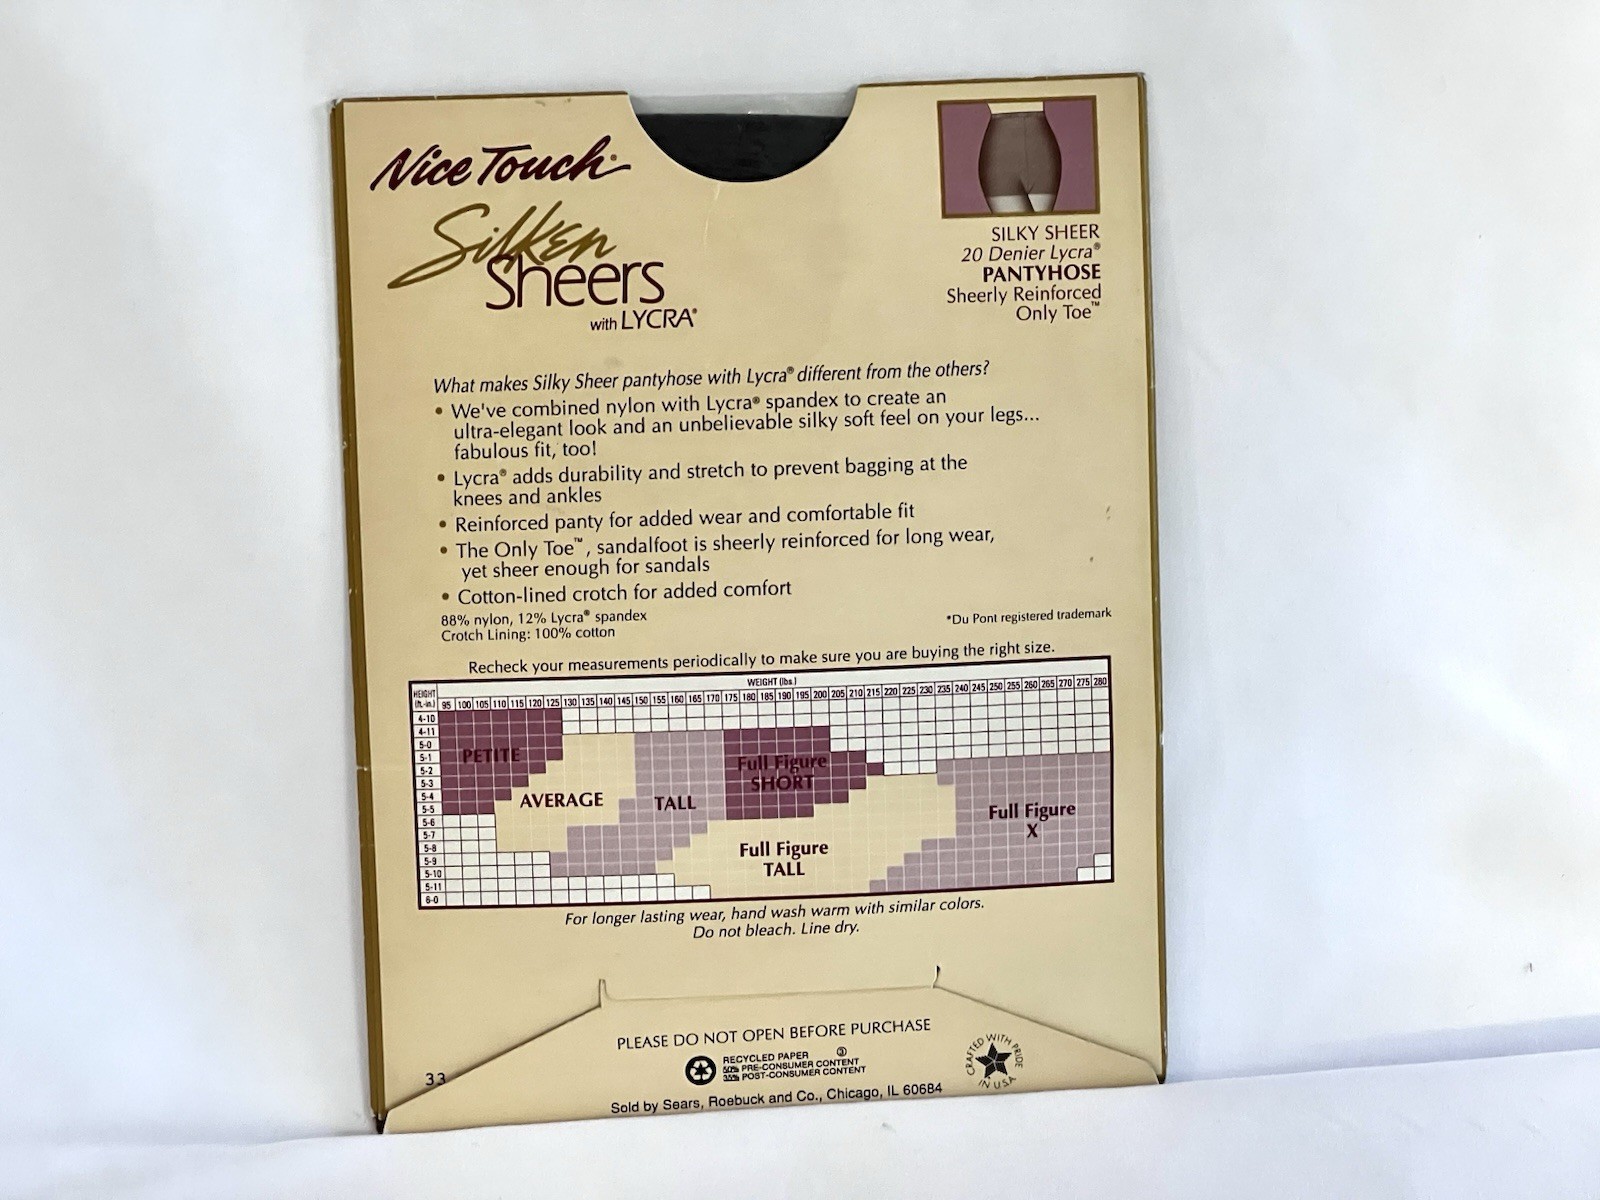 Nice Touch®
Silken
Sheers
with LYCRA®
SILKY SHEER
20 Denier Lycra®
PANTYHOSE
Sheerly Reinforced
Only Toe™
What makes Silky Sheer pantyhose with Lycra® different from the others?
• We've combined nylon with Lycra® spandex to create an
ultra-elegant look and an unbelievable silky soft feel on your legs...
fabulous fit, too!
• Lycra® adds durability and stretch to prevent bagging at the
knees and ankles
• Reinforced panty for added wear and comfortable fit
• The Only Toe™, sandalfoot is sheerly reinforced for long wear,
yet sheer enough for sandals
• Cotton-lined crotch for added comfort
88% nylon, 12% Lycra® spandex
Crotch Lining: 100% cotton
*Du Pont registered trademark
Recheck your measurements periodically to make sure you are buying the right size.
HEIGHT
(ft.-in.)
WEIGHT (lbs.)
95 100 105 110 115 120 125 130 135 140 145 150 155 160 165 170 175 180 185 190 195 200 205 210 215 220 225 230 235 240 245 250 255 260 265 270 275 280
4-10
4-11
5-0
5-1
5-2
5-3
5-4
5-5
5-6
5-7
5-8
5-9
5-10
5-11
6-0
PETITE
AVERAGE
TALL
Full Figure
SHORT
Full Figure
TALL
Full Figure
X
For longer lasting wear, hand wash warm with similar colors.
Do not bleach. Line dry.
PLEASE DO NOT OPEN BEFORE PURCHASE
RECYCLED PAPER
50% PRE-CONSUMER CONTENT
35% POST-CONSUMER CONTENT
CRAFTED WITH PRIDE
IN U.S.A.
33
Sold by Sears, Roebuck and Co., Chicago, IL 60684